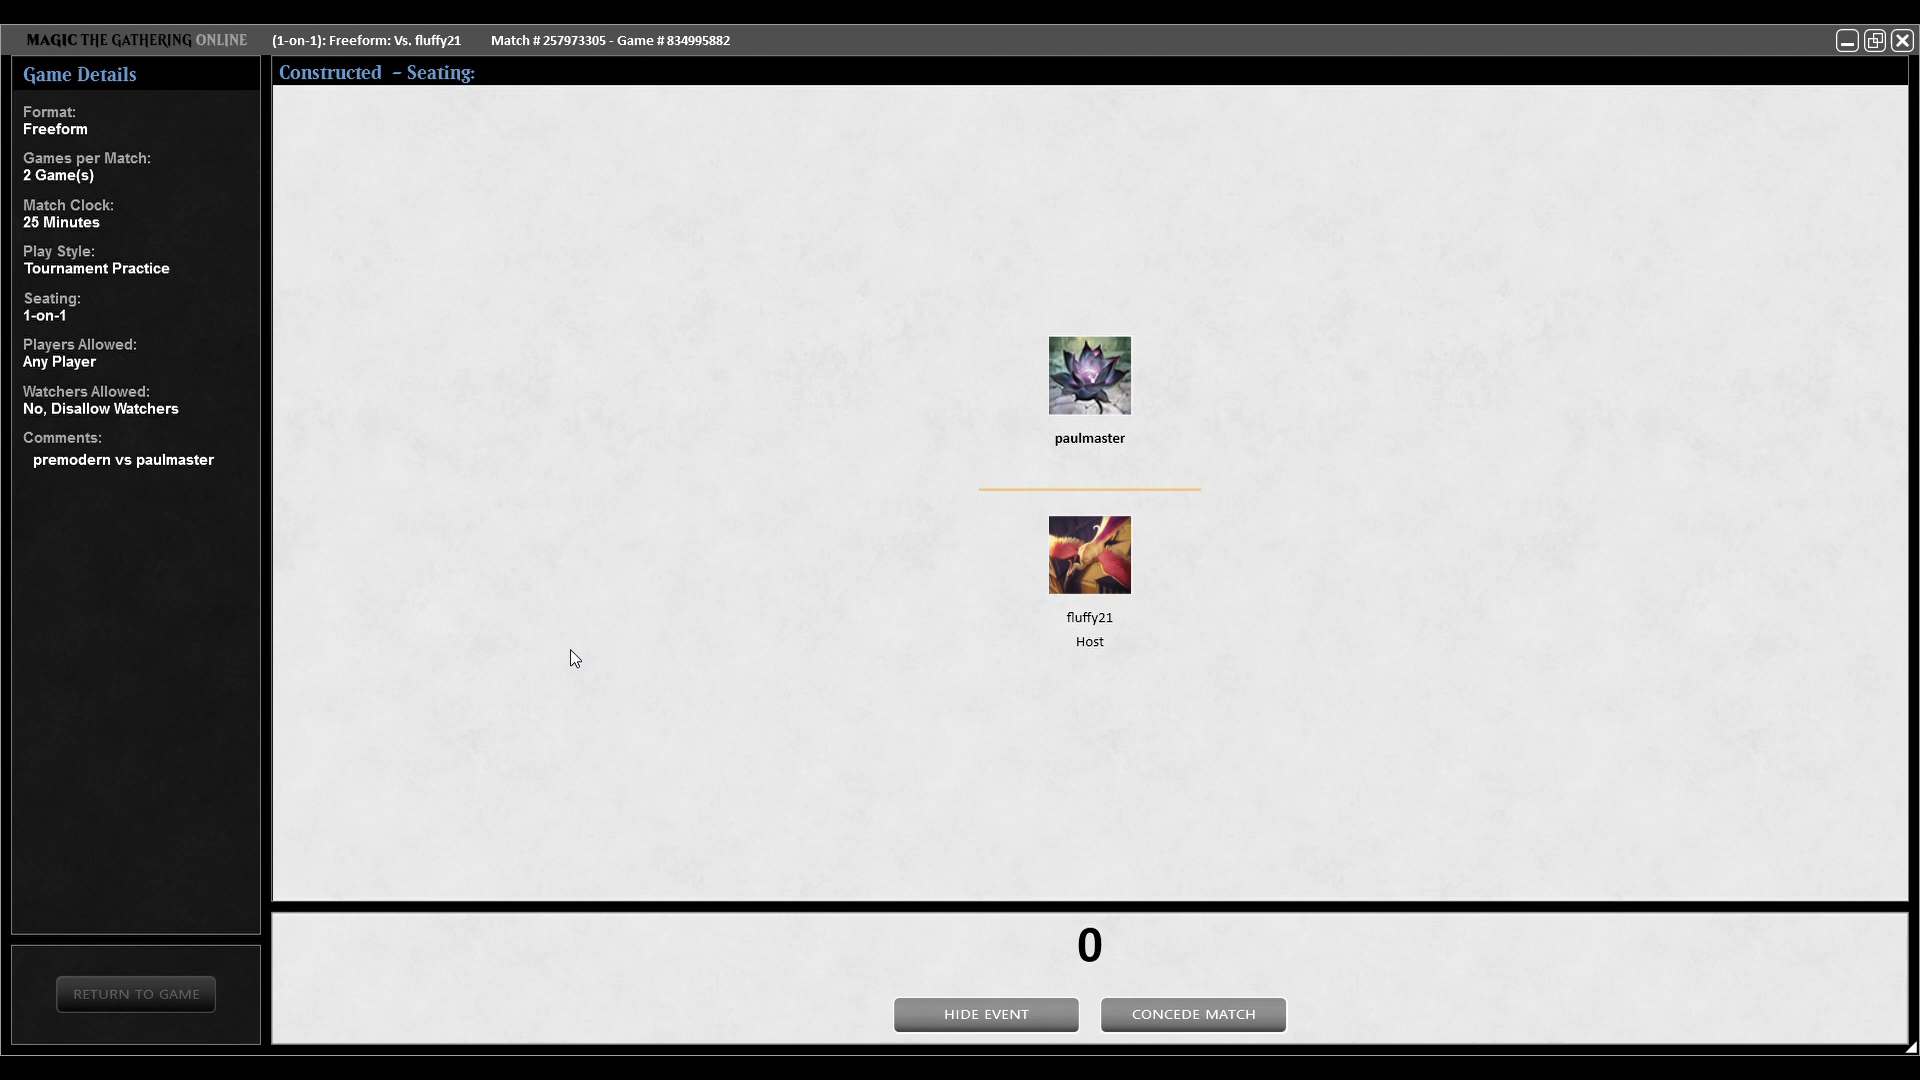 MAGIC THE GATHERING ONLINE
(1-on-1): Freeform: Vs. fluffy21
Match # 257973305 - Game # 834995882
Game Details
Format:
Freeform
Games per Match:
2 Game(s)
Match Clock:
25 Minutes
Play Style:
Tournament Practice
Seating:
1-on-1
Players Allowed:
Any Player
Watchers Allowed:
No, Disallow Watchers
Comments:
premodern vs paulmaster
RETURN TO GAME
Constructed – Seating:
paulmaster
fluffy21
Host
0
HIDE EVENT
CONCEDE MATCH